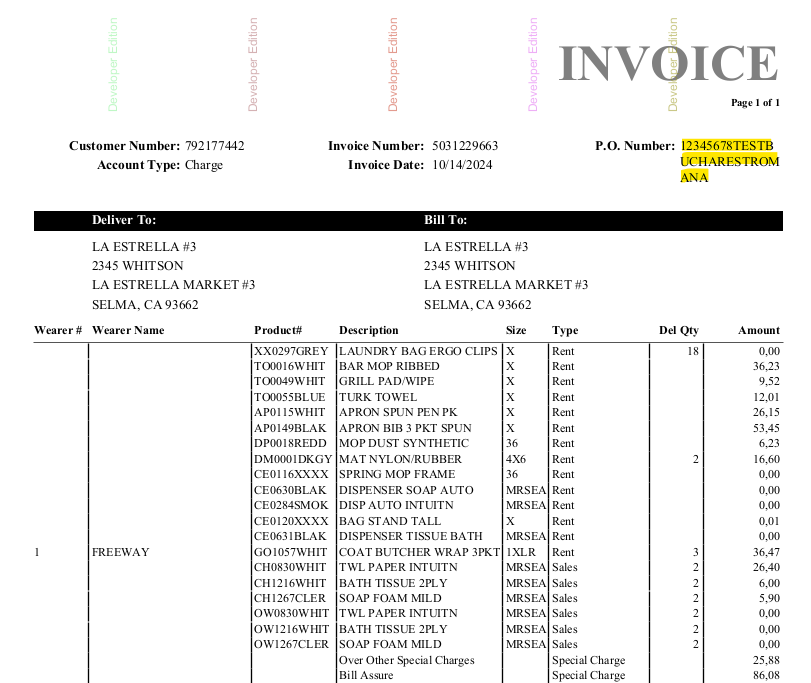 Developer Edition Developer Edition Developer Edition Developer Edition Developer Edition
INVOICE
Page 1 of 1
Customer Number: 792177442 Invoice Number: 5031229663 P.O. Number: 12345678TESTB
UCHARESTROM
ANA
Account Type: Charge Invoice Date: 10/14/2024
Deliver To: Bill To:
LA ESTRELLA #3 LA ESTRELLA #3
2345 WHITSON 2345 WHITSON
LA ESTRELLA MARKET #3 LA ESTRELLA MARKET #3
SELMA, CA 93662 SELMA, CA 93662
Wearer # Wearer Name Product# Description Size Type Del Qty Amount
XX0297GREY LAUNDRY BAG ERGO CLIPS X Rent 18 0,00
TO0016WHIT BAR MOP RIBBED X Rent 36,23
TO0049WHIT GRILL PAD/WIPE X Rent 9,52
TO0055BLUE TURK TOWEL X Rent 12,01
AP0115WHIT APRON SPUN PEN PK X Rent 26,15
AP0149BLAK APRON BIB 3 PKT SPUN X Rent 53,45
DP0018REDD MOP DUST SYNTHETIC 36 Rent 6,23
DM0001DKGY MAT NYLON/RUBBER 4X6 Rent 2 16,60
CE0116XXXX SPRING MOP FRAME 36 Rent 0,00
CE0630BLAK DISPENSER SOAP AUTO MRSEA Rent 0,00
CE0284SMOK DISP AUTO INTUITN MRSEA Rent 0,00
CE0120XXXX BAG STAND TALL X Rent 0,01
CE0631BLAK DISPENSER TISSUE BATH MRSEA Rent 0,00
1 FREEWAY GO1057WHIT COAT BUTCHER WRAP 3PKT 1XLR Rent 3 36,47
CH0830WHIT TWL PAPER INTUITN MRSEA Sales 2 26,40
CH1216WHIT BATH TISSUE 2PLY MRSEA Sales 2 6,00
CH1267CLER SOAP FOAM MILD MRSEA Sales 2 5,90
OW0830WHIT TWL PAPER INTUITN MRSEA Sales 2 0,00
OW1216WHIT BATH TISSUE 2PLY MRSEA Sales 2 0,00
OW1267CLER SOAP FOAM MILD MRSEA Sales 2 0,00
Over Other Special Charges Special Charge 25,88
Bill Assure Special Charge 86,08